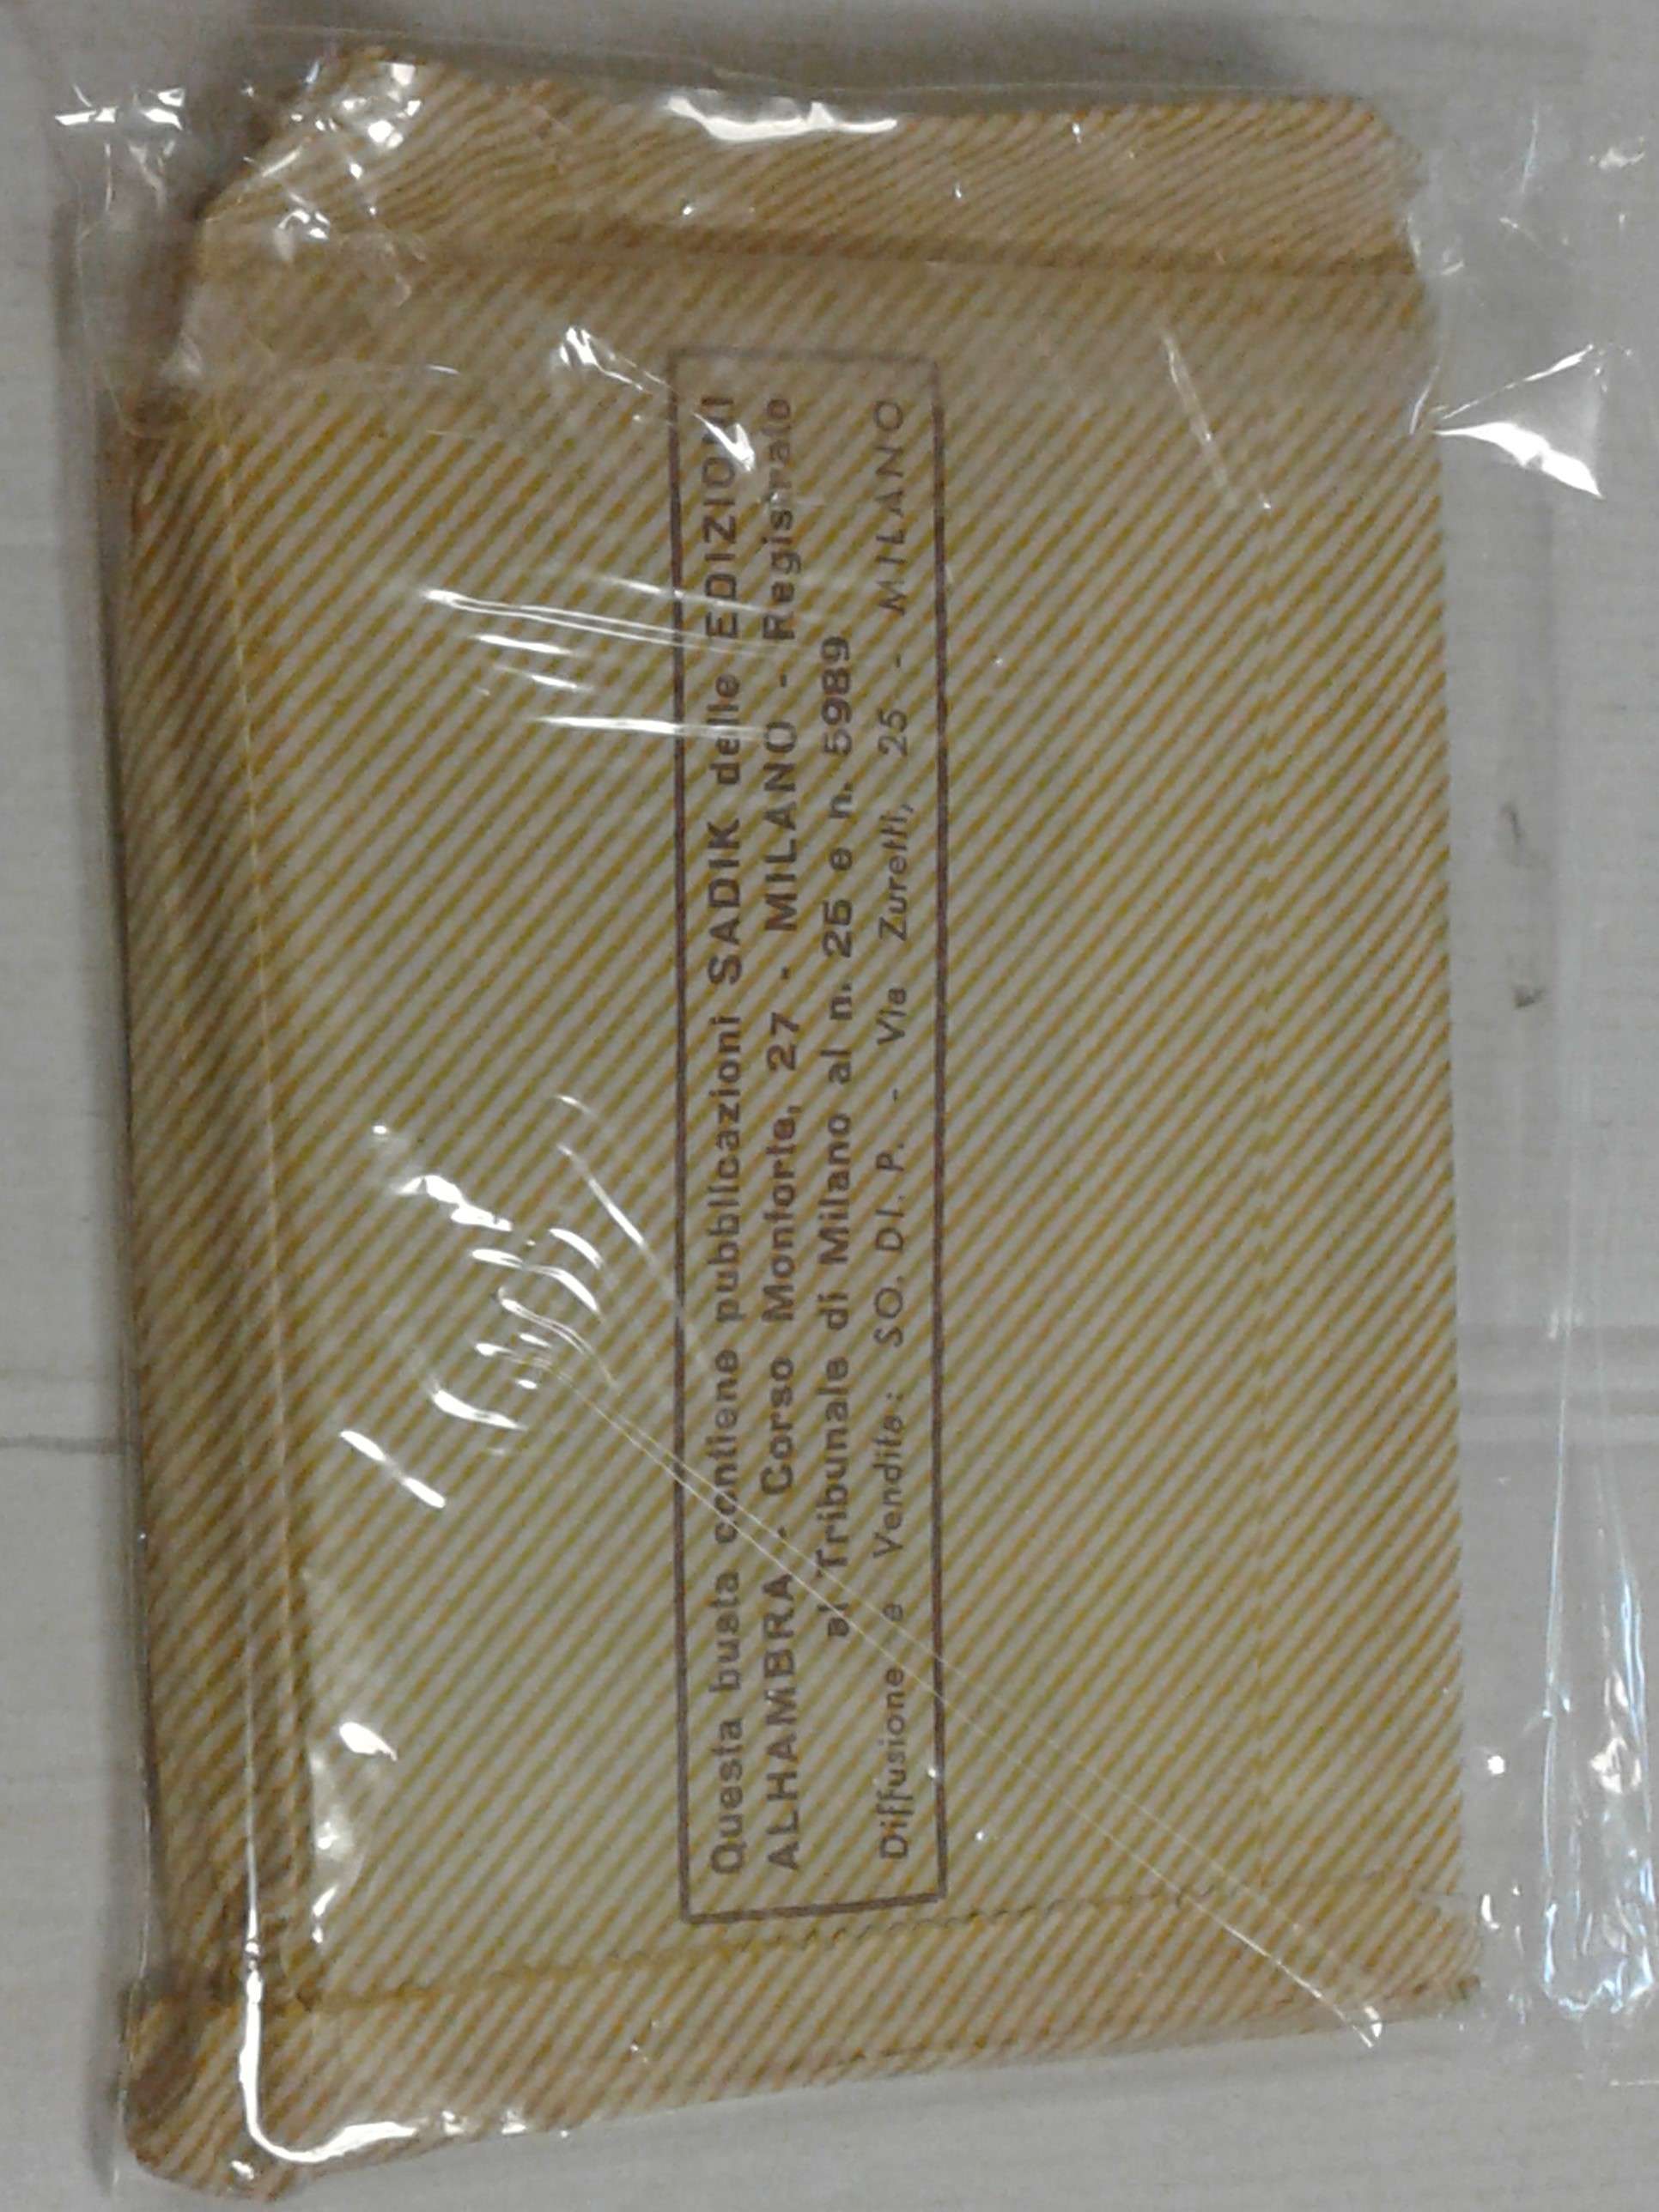 Questa busta contiene pubblicazioni SADIK delle EDIZIONI
ALHAMBRA - Corso Monforte, 27 - MILANO - Registrate
al Tribunale di Milano al n. 25 e n. 5989
Diffusione e Vendita: SO. DI. P. - Via Zuretti, 25 - MILANO